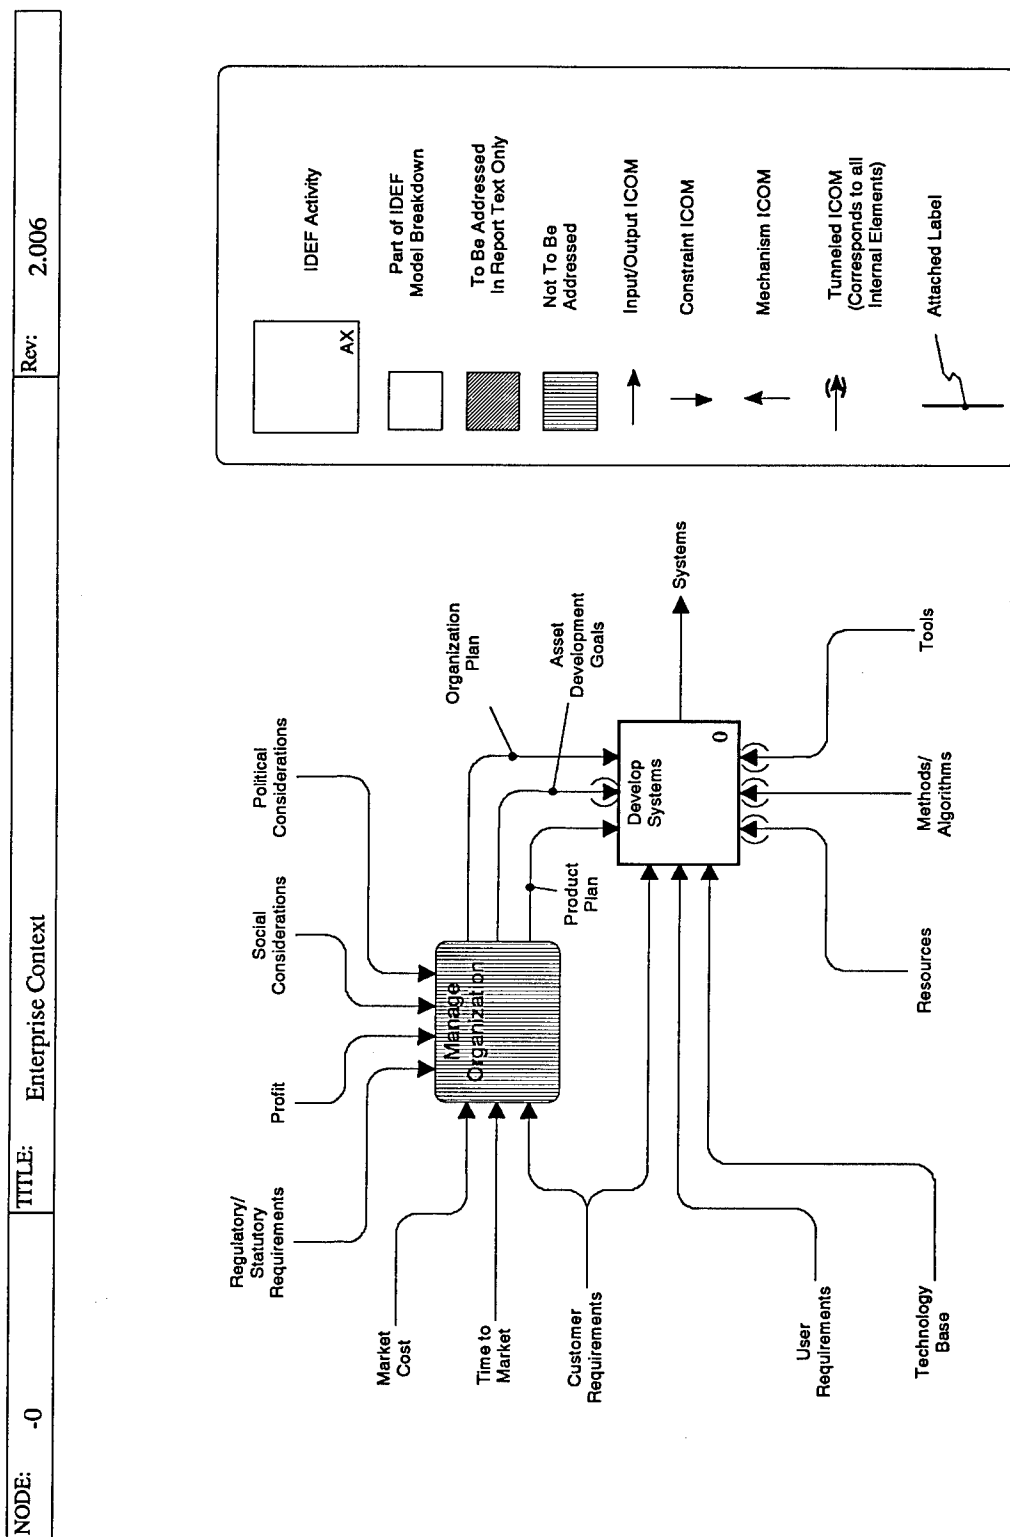 NODE: -0
TITLE: Enterprise Context
Rev: 2.006
Regulatory/
Statutory
Requirements
Profit
Social
Considerations
Political
Considerations
Market
Cost
Time to
Market
Customer
Requirements
User
Requirements
Technology
Base
Manage
Organization
Product
Plan
Organization
Plan
Asset
Development
Goals
Develop
Systems
0
Systems
Resources
Methods/
Algorithms
Tools
AX
IDEF Activity
Part of IDEF
Model Breakdown
To Be Addressed
In Report Text Only
Not To Be
Addressed
Input/Output ICOM
Constraint ICOM
Mechanism ICOM
Tunneled ICOM
(Corresponds to all
Internal Elements)
Attached Label